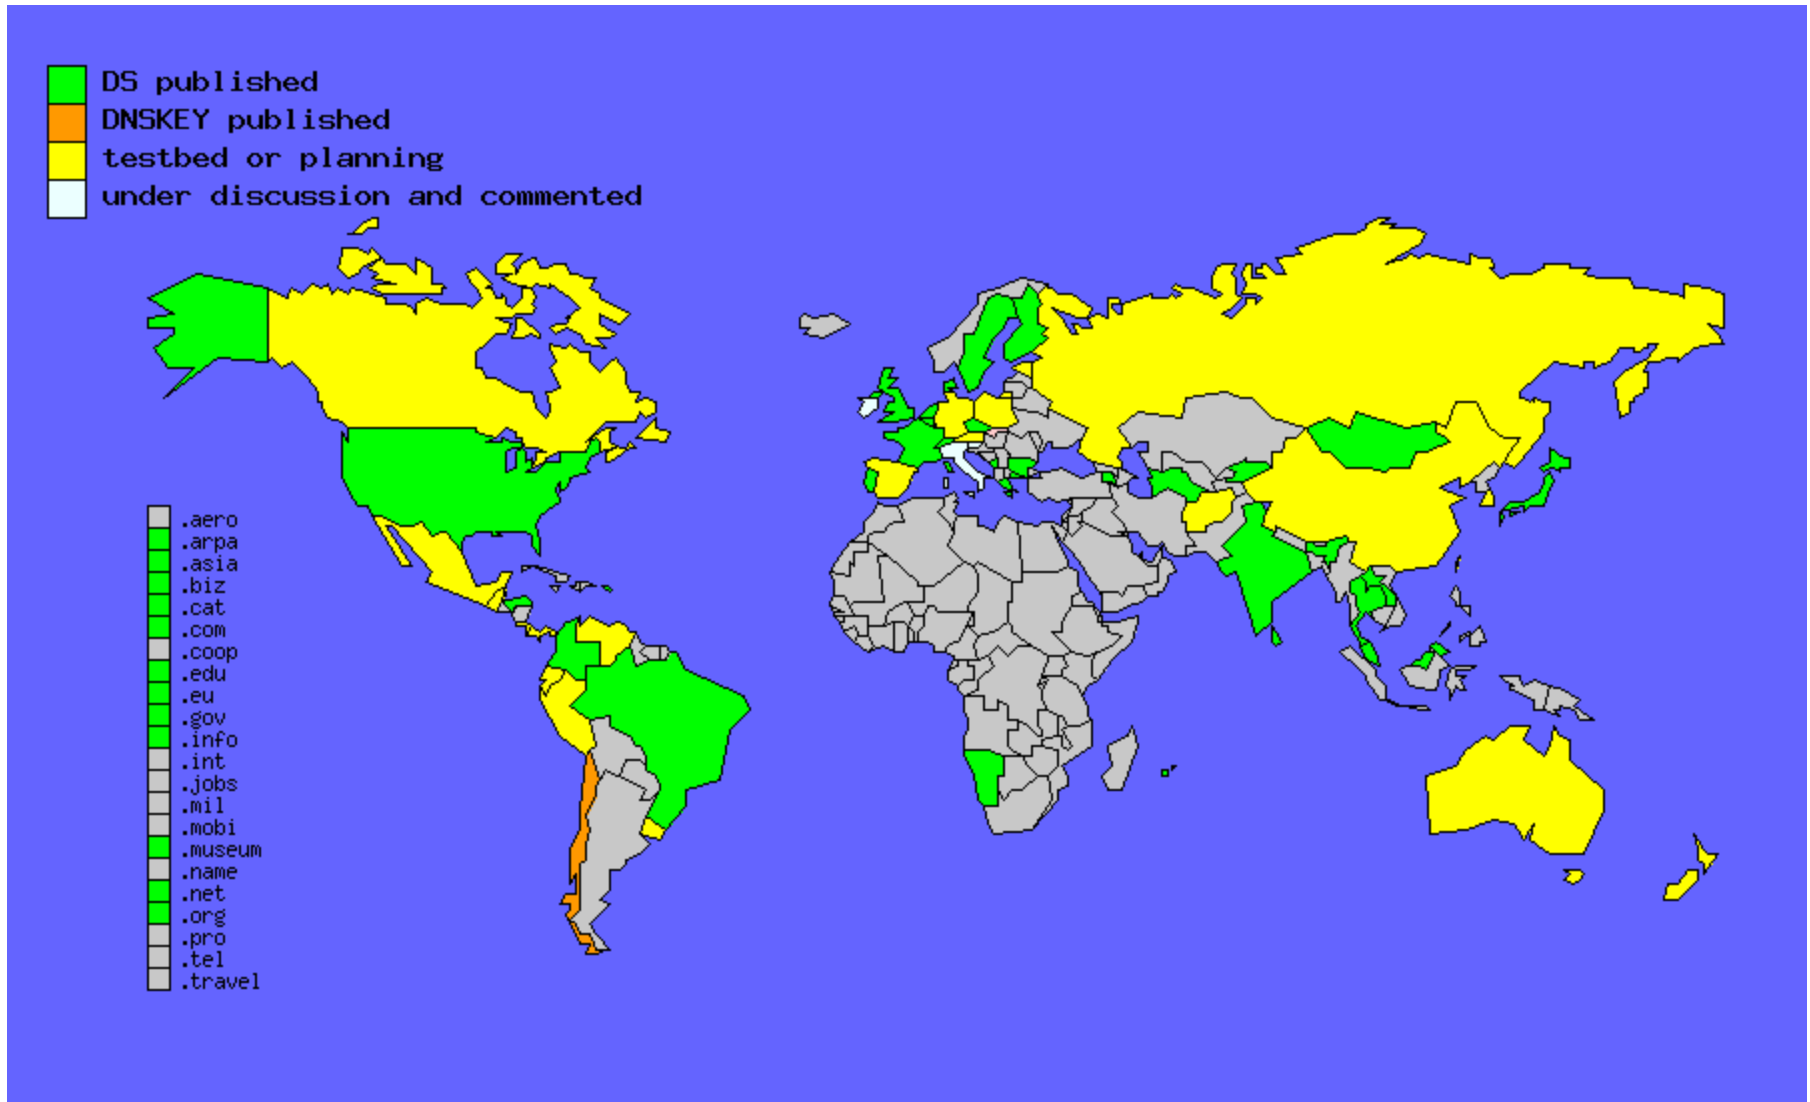 DS published
DNSKEY published
testbed or planning
under discussion and commented
.aero
.arpa
.asia
.biz
.cat
.com
.coop
.edu
.eu
.gov
.info
.int
.jobs
.mil
.mobi
.museum
.name
.net
.org
.pro
.tel
.travel